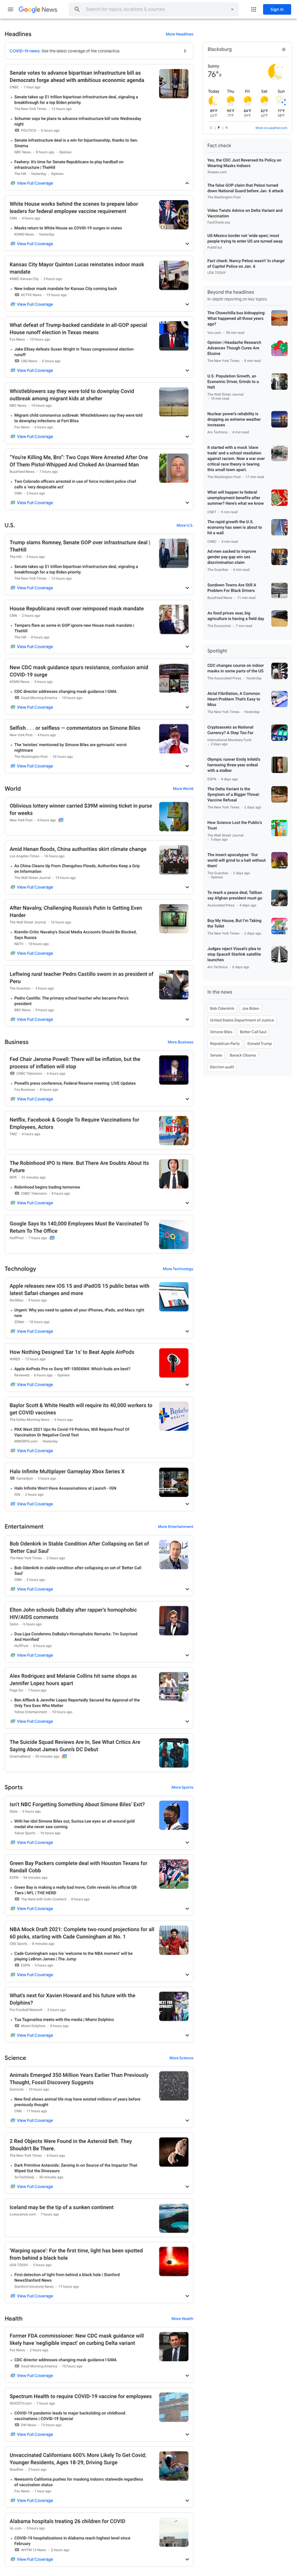 Google News
Search for topics, locations & sources
Sign in
Headlines
More Headlines
COVID-19 news: See the latest coverage of the coronavirus
Senate votes to advance bipartisan infrastructure bill as
Democrats forge ahead with ambitious economic agenda
CNBC • 1 hour ago
Senate takes up $1 trillion bipartisan infrastructure deal, signaling a
breakthrough for a top Biden priority.
The New York Times • 14 hours ago
Schumer says he plans to advance infrastructure bill vote Wednesday
night
POLITICO • 6 hours ago
Senate infrastructure deal is a win for bipartisanship, thanks to Sen.
Sinema
NBC News • 8 hours ago • Opinion
Feehery: It's time for Senate Republicans to play hardball on
infrastructure | TheHill
The Hill • Yesterday • Opinion
View Full Coverage
White House works behind the scenes to prepare labor
leaders for federal employee vaccine requirement
CNN • 4 hours ago
Masks return to White House as COVID-19 surges in states
KSWO News • Yesterday
View Full Coverage
Kansas City Mayor Quinton Lucas reinstates indoor mask
mandate
KMBC Kansas City • 2 hours ago
New indoor mask mandate for Kansas City coming back
KCTV5 News • 19 hours ago
View Full Coverage
What defeat of Trump-backed candidate in all-GOP special
House runoff election in Texas means
Fox News • 10 hours ago
Jake Ellzey defeats Susan Wright in Texas congressional election
runoff
CBS News • 6 hours ago
View Full Coverage
Whistleblowers say they were told to downplay Covid
outbreak among migrant kids at shelter
NBC News • 10 hours ago
Migrant child coronavirus outbreak: Whistleblowers say they were told
to downplay infections at Fort Bliss
Fox News • 6 hours ago
View Full Coverage
"You're Killing Me, Bro": Two Cops Were Arrested After One
Of Them Pistol-Whipped And Choked An Unarmed Man
BuzzFeed News • 7 hours ago
Two Colorado officers arrested in use of force incident police chief
calls a 'very despicable act'
CNN • 2 hours ago
View Full Coverage
U.S.
More U.S.
Trump slams Romney, Senate GOP over infrastructure deal |
TheHill
The Hill • 3 hours ago
Senate takes up $1 trillion bipartisan infrastructure deal, signaling a
breakthrough for a top Biden priority.
The New York Times • 13 hours ago
View Full Coverage
House Republicans revolt over reimposed mask mandate
CNN • 2 hours ago
Tempers flare as some in GOP ignore new House mask mandate |
TheHill
The Hill • 8 hours ago
View Full Coverage
New CDC mask guidance spurs resistance, confusion amid
COVID-19 surge
KSWO News • 3 hours ago
CDC director addresses changing mask guidance l GMA
Good Morning America • 10 hours ago
View Full Coverage
Selfish . . . or selfless — commentators on Simone Biles
New York Post • 4 hours ago
The 'twisties' mentioned by Simone Biles are gymnasts' worst
nightmare
The Washington Post • 10 hours ago
View Full Coverage
World
More World
Oblivious lottery winner carried $39M winning ticket in purse
for weeks
New York Post • 8 hours ago
Amid Henan floods, China authorities skirt climate change
Los Angeles Times • 16 hours ago
As China Cleans Up From Zhengzhou Floods, Authorities Keep a Grip
on Information
The Wall Street Journal • 13 hours ago
View Full Coverage
After Navalny, Challenging Russia's Putin Is Getting Even
Harder
The Wall Street Journal • 10 hours ago
Kremlin Critic Navalny's Social Media Accounts Should Be Blocked,
Says Russia
NDTV • 10 hours ago
View Full Coverage
Leftwing rural teacher Pedro Castillo sworn in as president of
Peru
The Guardian • 3 hours ago
Pedro Castillo: The primary school teacher who became Peru's
president
BBC News • 9 hours ago
View Full Coverage
Business
More Business
Fed Chair Jerome Powell: There will be inflation, but the
process of inflation will stop
CNBC Television • 6 hours ago
Powell's press conference, Federal Reserve meeting: LIVE Updates
Fox Business • 8 hours ago
View Full Coverage
Netflix, Facebook & Google To Require Vaccinations for
Employees, Actors
TMZ • 4 hours ago
The Robinhood IPO Is Here. But There Are Doubts About Its
Future
NPR • 51 minutes ago
Robinhood begins trading tomorrow
CNBC Television • 8 hours ago
View Full Coverage
Google Says Its 140,000 Employees Must Be Vaccinated To
Return To The Office
HuffPost • 7 hours ago
Technology
More Technology
Apple releases new iOS 15 and iPadOS 15 public betas with
latest Safari changes and more
9to5Mac • 9 hours ago
Urgent: Why you need to update all your iPhones, iPads, and Macs right
now
ZDNet • 18 hours ago
View Full Coverage
How Nothing Designed 'Ear 1s' to Beat Apple AirPods
WIRED • 12 hours ago
Apple AirPods Pro vs Sony WF-1000XM4: Which buds are best?
Reviewed • 5 hours ago • Opinion
View Full Coverage
Baylor Scott & White Health will require its 40,000 workers to
get COVID vaccines
The Dallas Morning News • 6 hours ago
PAX West 2021 Ups Its Covid-19 Policies, Will Require Proof Of
Vaccination Or Negative Covid Test
MMORPG.com • Yesterday
View Full Coverage
Halo Infinite Multiplayer Gameplay Xbox Series X
GameSpot • 5 hours ago
Halo Infinite Won't Have Assassinations at Launch - IGN
IGN • 2 hours ago
View Full Coverage
Entertainment
More Entertainment
Bob Odenkirk in Stable Condition After Collapsing on Set of
'Better Caul Saul'
The New York Times • 2 hours ago
Bob Odenkirk in stable condition after collapsing on set of 'Better Call
Saul'
CNN • 3 hours ago
View Full Coverage
Elton John schools DaBaby after rapper's homophobic
HIV/AIDS comments
Salon • 5 hours ago
Dua Lipa Condemns DaBaby's Homophobic Remarks: 'I'm Surprised
And Horrified'
HuffPost • 8 hours ago
View Full Coverage
Alex Rodriguez and Melanie Collins hit same shops as
Jennifer Lopez hours apart
Page Six • 7 hours ago
Ben Affleck & Jennifer Lopez Reportedly Secured the Approval of the
Only Two Exes Who Matter
Yahoo Entertainment • 10 hours ago
View Full Coverage
The Suicide Squad Reviews Are In, See What Critics Are
Saying About James Gunn's DC Debut
CinemaBlend • 50 minutes ago
Sports
More Sports
Isn't NBC Forgetting Something About Simone Biles' Exit?
Slate • 3 hours ago
With her idol Simone Biles out, Sunisa Lee eyes an all-around gold
medal she never saw coming
Yahoo Sports • 16 hours ago
View Full Coverage
Green Bay Packers complete deal with Houston Texans for
Randall Cobb
ESPN • 54 minutes ago
Green Bay is making a really bad move, Colin reveals his official QB
Tiers | NFL | THE HERD
The Herd with Colin Cowherd • 8 hours ago
View Full Coverage
NBA Mock Draft 2021: Complete two-round projections for all
60 picks, starting with Cade Cunningham at No. 1
CBS Sports • 8 minutes ago
Cade Cunningham says his 'welcome to the NBA moment' will be
playing LeBron James | The Jump
ESPN • 5 hours ago
View Full Coverage
What's next for Xavien Howard and his future with the
Dolphins?
Pro Football Network • 2 hours ago
Tua Tagovailoa meets with the media | Miami Dolphins
Miami Dolphins • 8 hours ago
View Full Coverage
Science
More Science
Animals Emerged 350 Million Years Earlier Than Previously
Thought, Fossil Discovery Suggests
Gizmodo • 10 hours ago
New find shows animal life may have existed millions of years before
previously thought
CNN • 11 hours ago
View Full Coverage
2 Red Objects Were Found in the Asteroid Belt. They
Shouldn't Be There.
The New York Times • 8 hours ago
Dark Primitive Asteroids: Zeroing in on Source of the Impactor That
Wiped Out the Dinosaurs
SciTechDaily • 36 minutes ago
View Full Coverage
Iceland may be the tip of a sunken continent
Livescience.com • 7 hours ago
'Warping space': For the first time, light has been spotted
from behind a black hole
USA TODAY • 5 hours ago
First detection of light from behind a black hole | Stanford
NewsStanford News
Stanford University News • 11 hours ago
View Full Coverage
Health
More Health
Former FDA commissioner: New CDC mask guidance will
likely have 'negligible impact' on curbing Delta variant
Fox News • 2 hours ago
CDC director addresses changing mask guidance l GMA
Good Morning America • 10 hours ago
View Full Coverage
Spectrum Health to require COVID-19 vaccine for employees
WOODTV.com • 7 hours ago
COVID-19 pandemic leads to major backsliding on childhood
vaccinations | COVID-19 Special
DW News • 13 hours ago
View Full Coverage
Unvaccinated Californians 600% More Likely To Get Covid;
Younger Residents, Ages 18-29, Driving Surge
Deadline • 5 hours ago
Newsom's California pushes for masking indoors statewide regardless
of vaccination status
Fox News • 1 hour ago
View Full Coverage
Alabama hospitals treating 26 children for COVID
AL.com • 5 hours ago
COVID-19 hospitalizations in Alabama reach highest level since
February
WVTM 13 News • 2 hours ago
View Full Coverage
Blacksburg
Sunny
76°F
Today
Thu
Fri
Sat
Sun
C | F | K
More on weather.com
Fact check
Yes, the CDC Just Reversed Its Policy on
Wearing Masks Indoors
Snopes.com
The false GOP claim that Pelosi turned
down National Guard before Jan. 6 attack
The Washington Post
Video Twists Advice on Delta Variant and
Vaccination
FactCheck.org
US-Mexico border not 'wide open,' most
people trying to enter US are turned away
PolitiFact
Fact check: Nancy Pelosi wasn't 'in charge'
of Capitol Police on Jan. 6
USA TODAY
Beyond the headlines
In-depth reporting on key topics
The Chowchilla bus kidnapping:
What happened all those years
ago?
Vox.com • 36 min read
Opinion | Headache Research
Although Drugs Cures Are
Elusive
The New York Times • 8 min read
U.S. Population Growth, an
Economic Driver, Grinds to a
Halt
The Wall Street Journal
• 10 min read
Nuclear power's reliability is
dropping as extreme weather
increases
Ars Technica • 4 min read
It started with a mock 'slave
trade' and a school resolution
against racism. Now a war over
critical race theory is tearing
this small town apart.
The Washington Post • 17 min read
What will happen to federal
unemployment benefits after
summer? Here's what we know
CNET • 9 min read
The rapid growth the U.S.
economy has seen is about to
hit a wall
CNBC • 4 min read
Ad men sacked to improve
gender pay gap win sex
discrimination claim
The Guardian • 4 min read
Sundown Towns Are Still A
Problem For Black Drivers
BuzzFeed News • 11 min read
As food prices soar, big
agriculture is having a field day
The Economist • 7 min read
Spotlight
CDC changes course on indoor
masks in some parts of the US
The Associated Press • Yesterday
Atrial Fibrillation, A Common
Heart Problem That's Easy to
Miss
The New York Times • Yesterday
Cryptoassets as National
Currency? A Step Too Far
International Monetary Fund
• 2 days ago
Olympic runner Emily Infeld's
harrowing three-year ordeal
with a stalker
ESPN • 4 days ago
The Delta Variant Is the
Symptom of a Bigger Threat:
Vaccine Refusal
The New York Times • 2 days ago
How Science Lost the Public's
Trust
The Wall Street Journal
• 5 days ago
The insect apocalypse: 'Our
world will grind to a halt without
them'
The Guardian • 3 days ago
• Opinion
To reach a peace deal, Taliban
say Afghan president must go
Associated Press • 6 days ago
Buy My House, But I'm Taking
the Toilet
The New York Times • 3 days ago
Judges reject Viasat's plea to
stop SpaceX Starlink satellite
launches
Ars Technica • 6 days ago
In the news
Bob Odenkirk
Joe Biden
United States Department of Justice
Simone Biles
Better Call Saul
Republican Party
Donald Trump
Senate
Barack Obama
Election audit